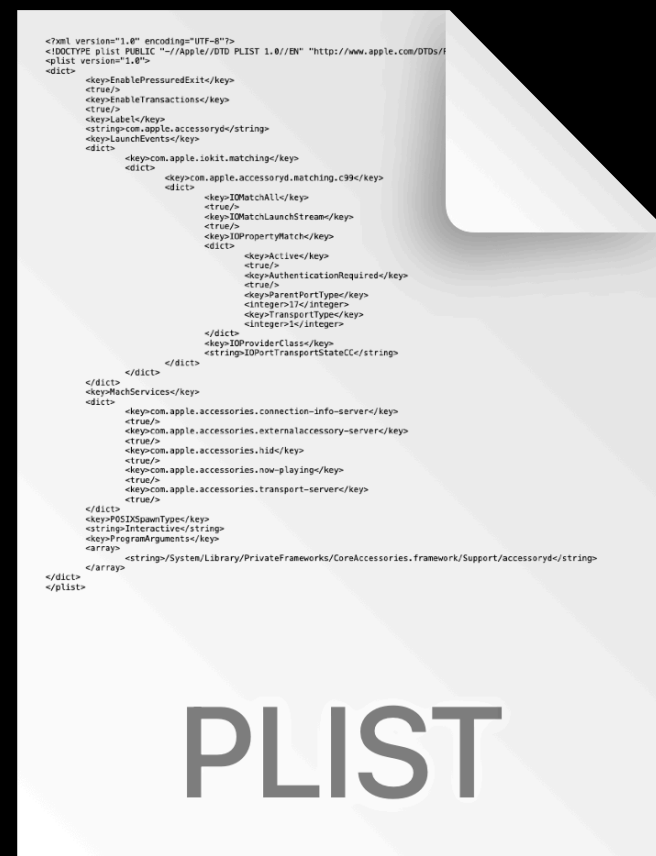 <?xml version="1.0" encoding="UTF-8"?>
<!DOCTYPE plist PUBLIC "-//Apple//DTD PLIST 1.0//EN" "http://www.apple.com/DTDs/
<plist version="1.0">
<dict>
	<key>EnablePressuredExit</key>
	<true/>
	<key>EnableTransactions</key>
	<true/>
	<key>Label</key>
	<string>com.apple.accessoryd</string>
	<key>LaunchEvents</key>
	<dict>
		<key>com.apple.iokit.matching</key>
		<dict>
			<key>com.apple.accessoryd.matching.c99</key>
			<dict>
				<key>IOMatchAll</key>
				<true/>
				<key>IOMatchLaunchStream</key>
				<true/>
				<key>IOPropertyMatch</key>
				<dict>
					<key>Active</key>
					<true/>
					<key>AuthenticationRequired</key>
					<true/>
					<key>ParentPortType</key>
					<integer>17</integer>
					<key>TransportType</key>
					<integer>1</integer>
				</dict>
				<key>IOProviderClass</key>
				<string>IOPortTransportStateCC</string>
			</dict>
		</dict>
	</dict>
	<key>MachServices</key>
	<dict>
		<key>com.apple.accessories.connection-info-server</key>
		<true/>
		<key>com.apple.accessories.externalaccessory-server</key>
		<true/>
		<key>com.apple.accessories.hid</key>
		<true/>
		<key>com.apple.accessories.now-playing</key>
		<true/>
		<key>com.apple.accessories.transport-server</key>
		<true/>
	</dict>
	<key>POSIXSpawnType</key>
	<string>Interactive</string>
	<key>ProgramArguments</key>
	<array>
		<string>/System/Library/PrivateFrameworks/CoreAccessories.framework/Support/accessoryd</string>
	</array>
</dict>
</plist>
PLIST